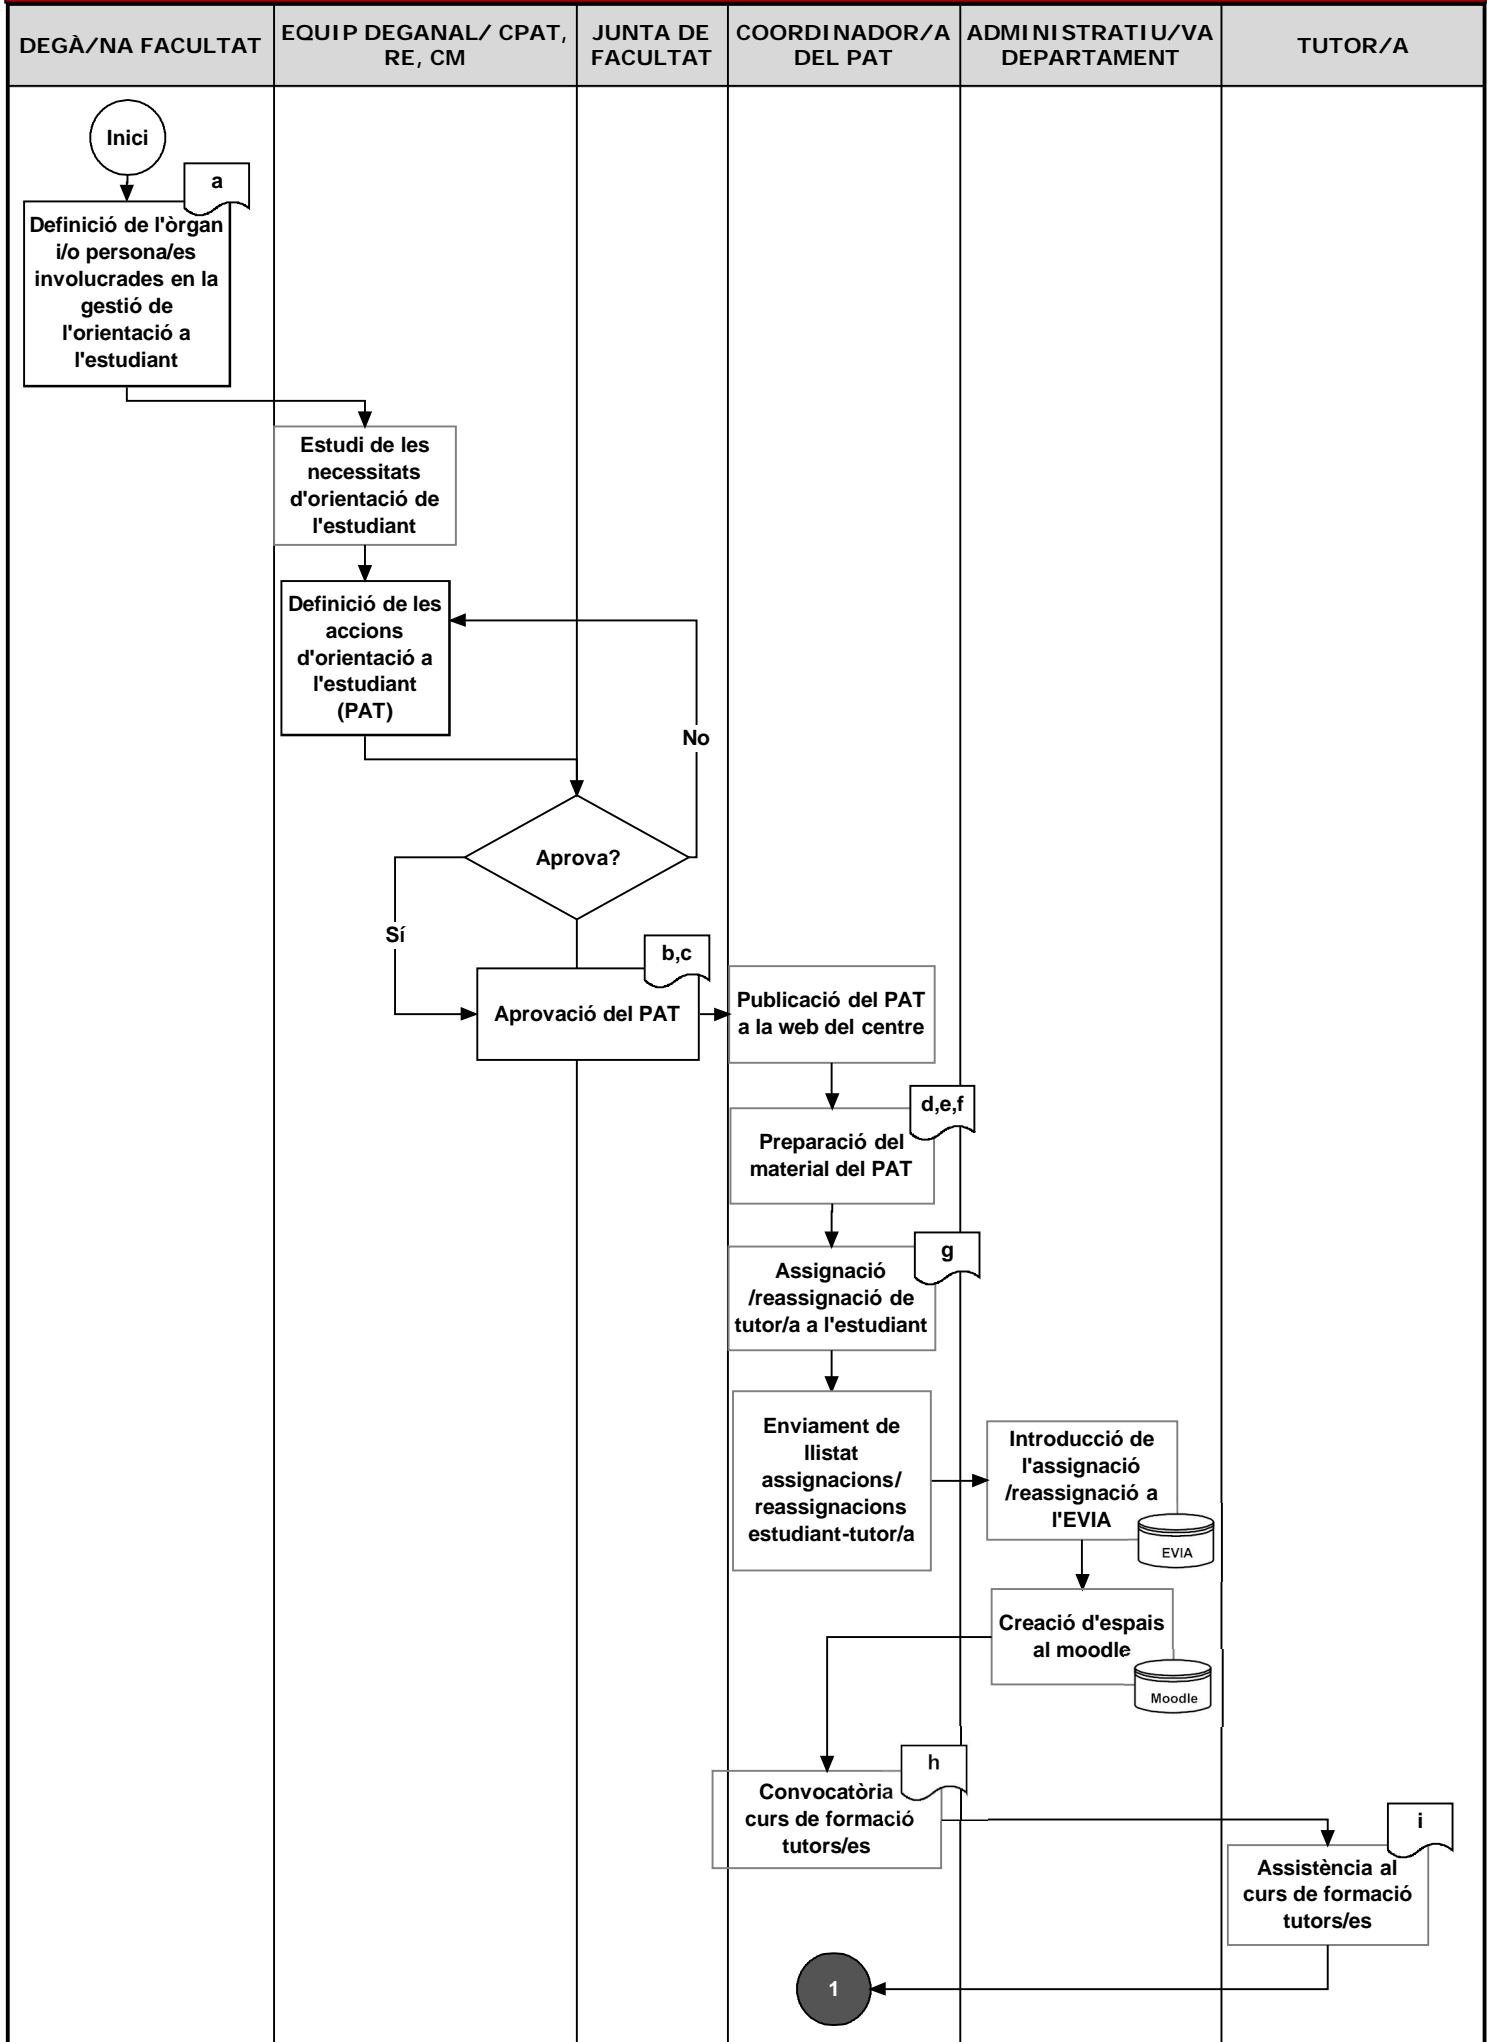 DEGÀ/NA FACULTAT
EQUIP DEGANAL/ CPAT,
RE, CM
JUNTA DE
FACULTAT
COORDINADOR/A
DEL PAT
ADMINISTRATIU/VA
DEPARTAMENT
TUTOR/A
Inici
a
Definició de l'òrgan
i/o persona/es
involucrades en la
gestió de
l'orientació a
l'estudiant
Estudi de les
necessitats
d'orientació de
l'estudiant
Definició de les
accions
d'orientació a
l'estudiant
(PAT)
No
Aprova?
Sí
b,c
Aprovació del PAT
Publicació del PAT
a la web del centre
d,e,f
Preparació del
material del PAT
g
Assignació
/reassignació de
tutor/a a l'estudiant
Enviament de
llistat
assignacions/
reassignacions
estudiant-tutor/a
Introducció de
l'assignació
/reassignació a
l'EVIA
EVIA
Creació d'espais
al moodle
Moodle
h
Convocatòria
curs de formació
tutors/es
i
Assistència al
curs de formació
tutors/es
1